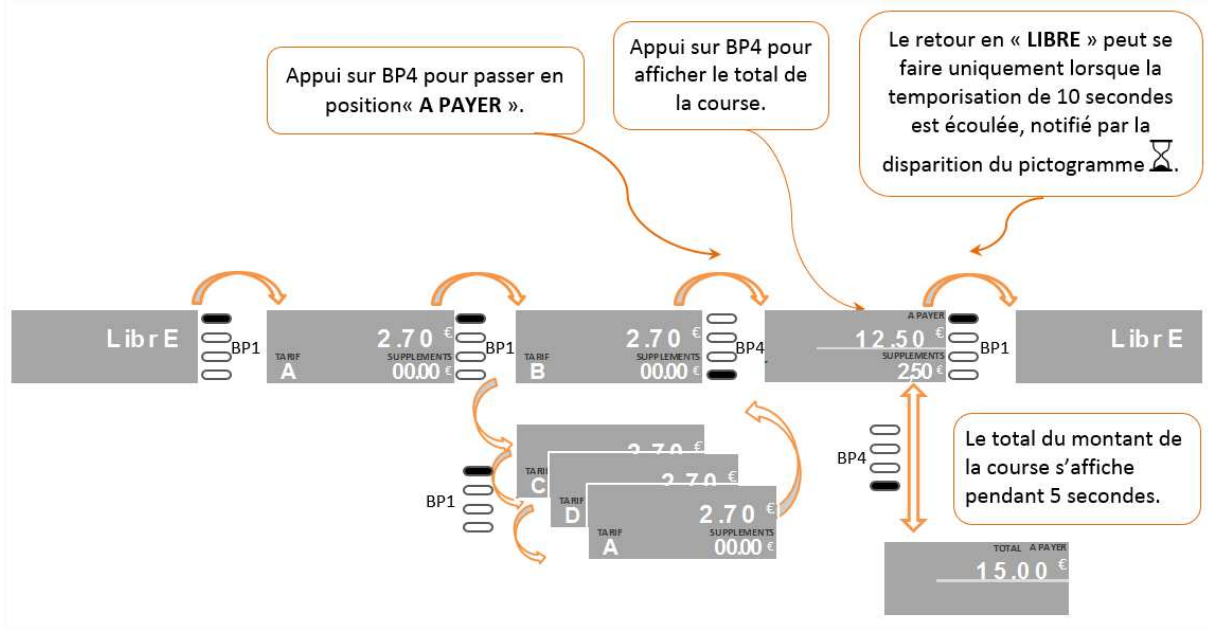 Appui sur BP4 pour passer en
position« A PAYER ».
Appui sur BP4 pour
afficher le total de
la course.
Le retour en « LIBRE » peut se
faire uniquement lorsque la
temporisation de 10 secondes
est écoulée, notifié par la
disparition du pictogramme .
LibrE
BP1
2.70 €
TARIF SUPPLEMENTS
A 00.00 €
BP1
2.70 €
TARIF SUPPLEMENTS
B 00.00 €
BP4
A PAYER
12.50 €
SUPPLEMENTS
250 €
BP1
LibrE
BP1
2.70 €
TARIF
C
2.70 €
TARIF
D
2.70 €
TARIF SUPPLEMENTS
A 00.00 €
BP4
Le total du montant de
la course s’affiche
pendant 5 secondes.
TOTAL A PAYER
15.00 €